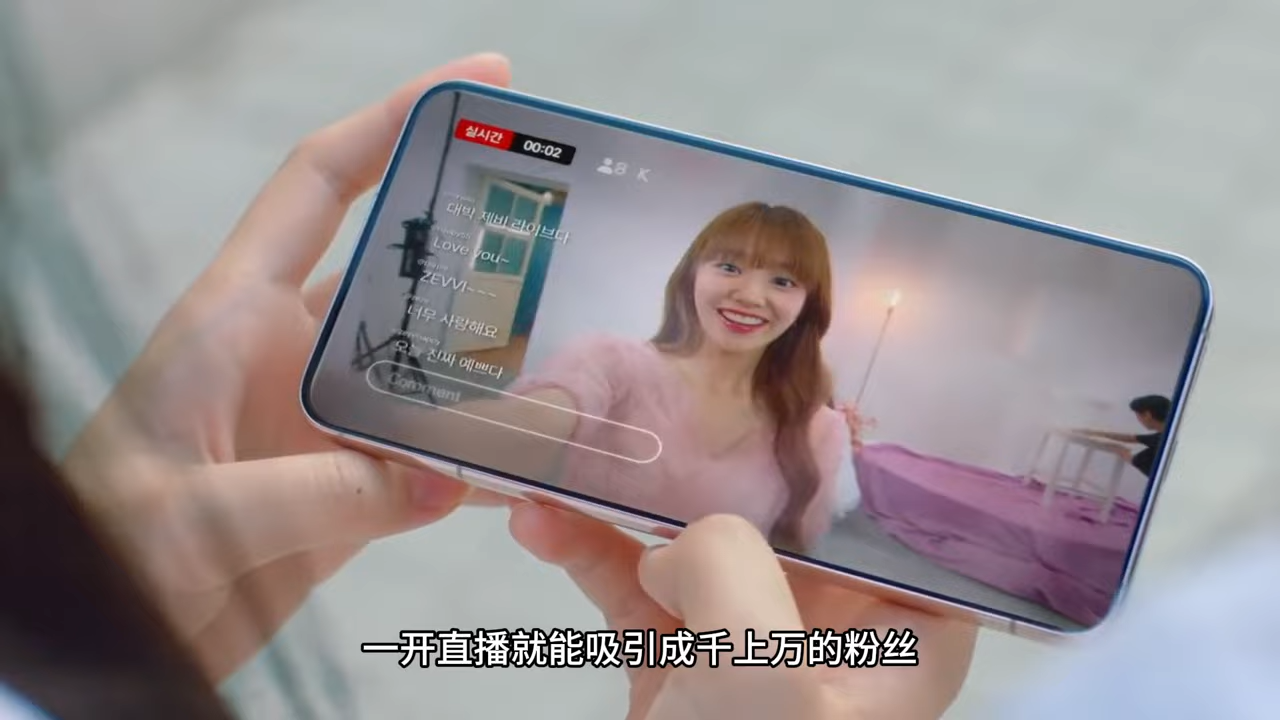 실시간 00:02 8 K
대박 제비 라이브다
Love you~
ZEVVI~~~
너무 사랑해요
오늘 진짜 예쁘다
Comment
一开直播就能吸引成千上万的粉丝